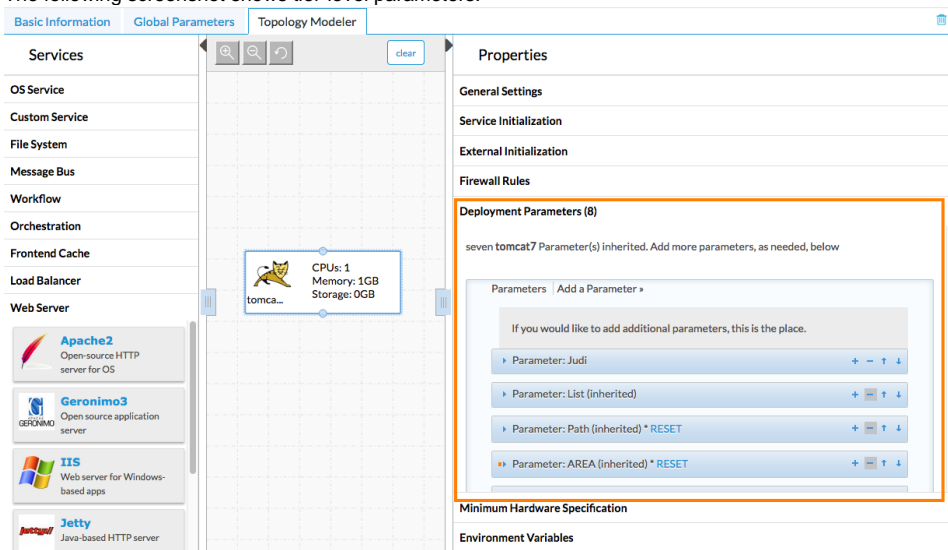 The following screenshot shows tier-level parameters.
Basic Information
Global Parameters
Topology Modeler
Services
OS Service
Custom Service
File System
Message Bus
Workflow
Orchestration
Frontend Cache
Load Balancer
Web Server
Apache2
Open-source HTTP
server for OS
APACHE
GERONIMO
Geronimo3
Open source application
server
IIS
Web server for Windows-
based apps
jetty://
Jetty
Java-based HTTP server
clear
tomca...
CPUs: 1
Memory: 1GB
Storage: 0GB
Properties
General Settings
Service Initialization
External Initialization
Firewall Rules
Deployment Parameters (8)
seven tomcat7 Parameter(s) inherited. Add more parameters, as needed, below
Parameters Add a Parameter »
If you would like to add additional parameters, this is the place.
Parameter: Judi
Parameter: List (inherited)
Parameter: Path (inherited) * RESET
Parameter: AREA (inherited) * RESET
Minimum Hardware Specification
Environment Variables